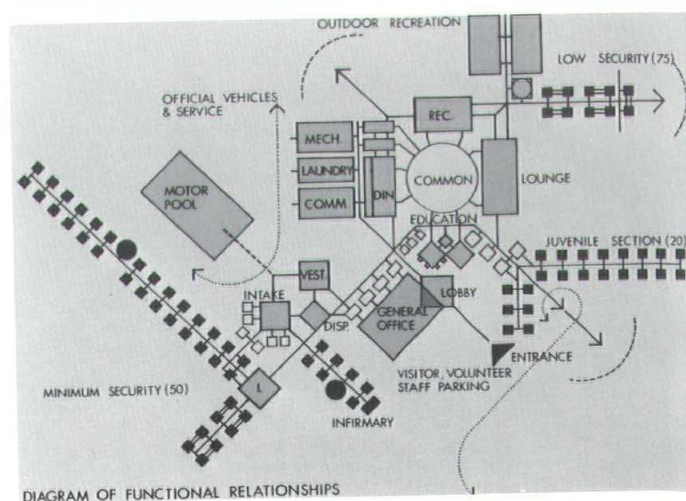 OUTDOOR RECREATION
LOW SECURITY (75)
OFFICIAL VEHICLES
& SERVICE
REC.
MECH.
LAUNDRY
COMM
DIN
COMMON
LOUNGE
MOTOR
POOL
EDUCATION
JUVENILE SECTION (20)
VEST.
INTAKE
DISP.
LOBBY
GENERAL
OFFICE
ENTRANCE
VISITOR, VOLUNTEER
STAFF PARKING
MINIMUM SECURITY (50)
L
INFIRMARY
DIAGRAM OF FUNCTIONAL RELATIONSHIPS